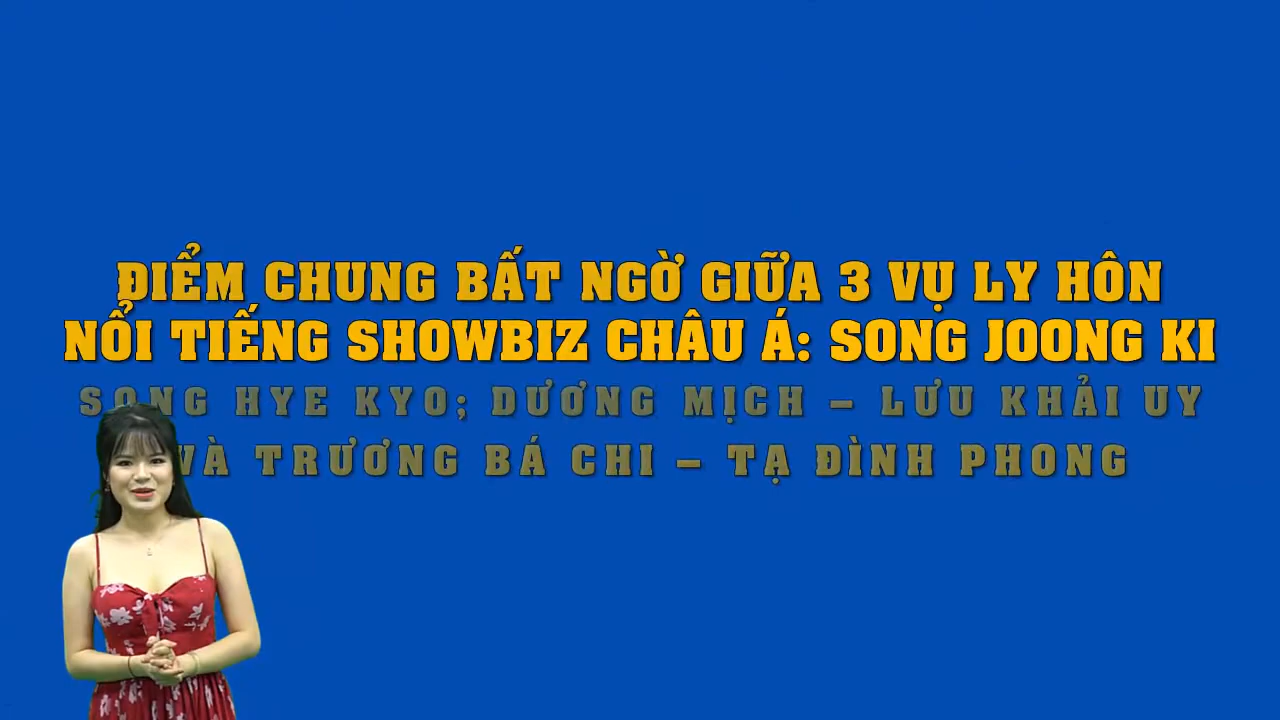 ĐIỂM CHUNG BẤT NGỜ GIỮA 3 VỤ LY HÔN
NỔI TIẾNG SHOWBIZ CHÂU Á: SONG JOONG KI
SONG HYE KYO; DƯƠNG MỊCH – LƯU KHẢI UY
VÀ TRƯƠNG BÁ CHI – TẠ ĐÌNH PHONG